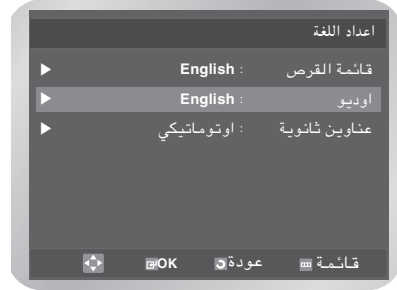 اعداد اللغة
قائمة القرص : English
اوديو : English
عناوين ثانوية : اوتوماتيكي
قائمة عودة OK